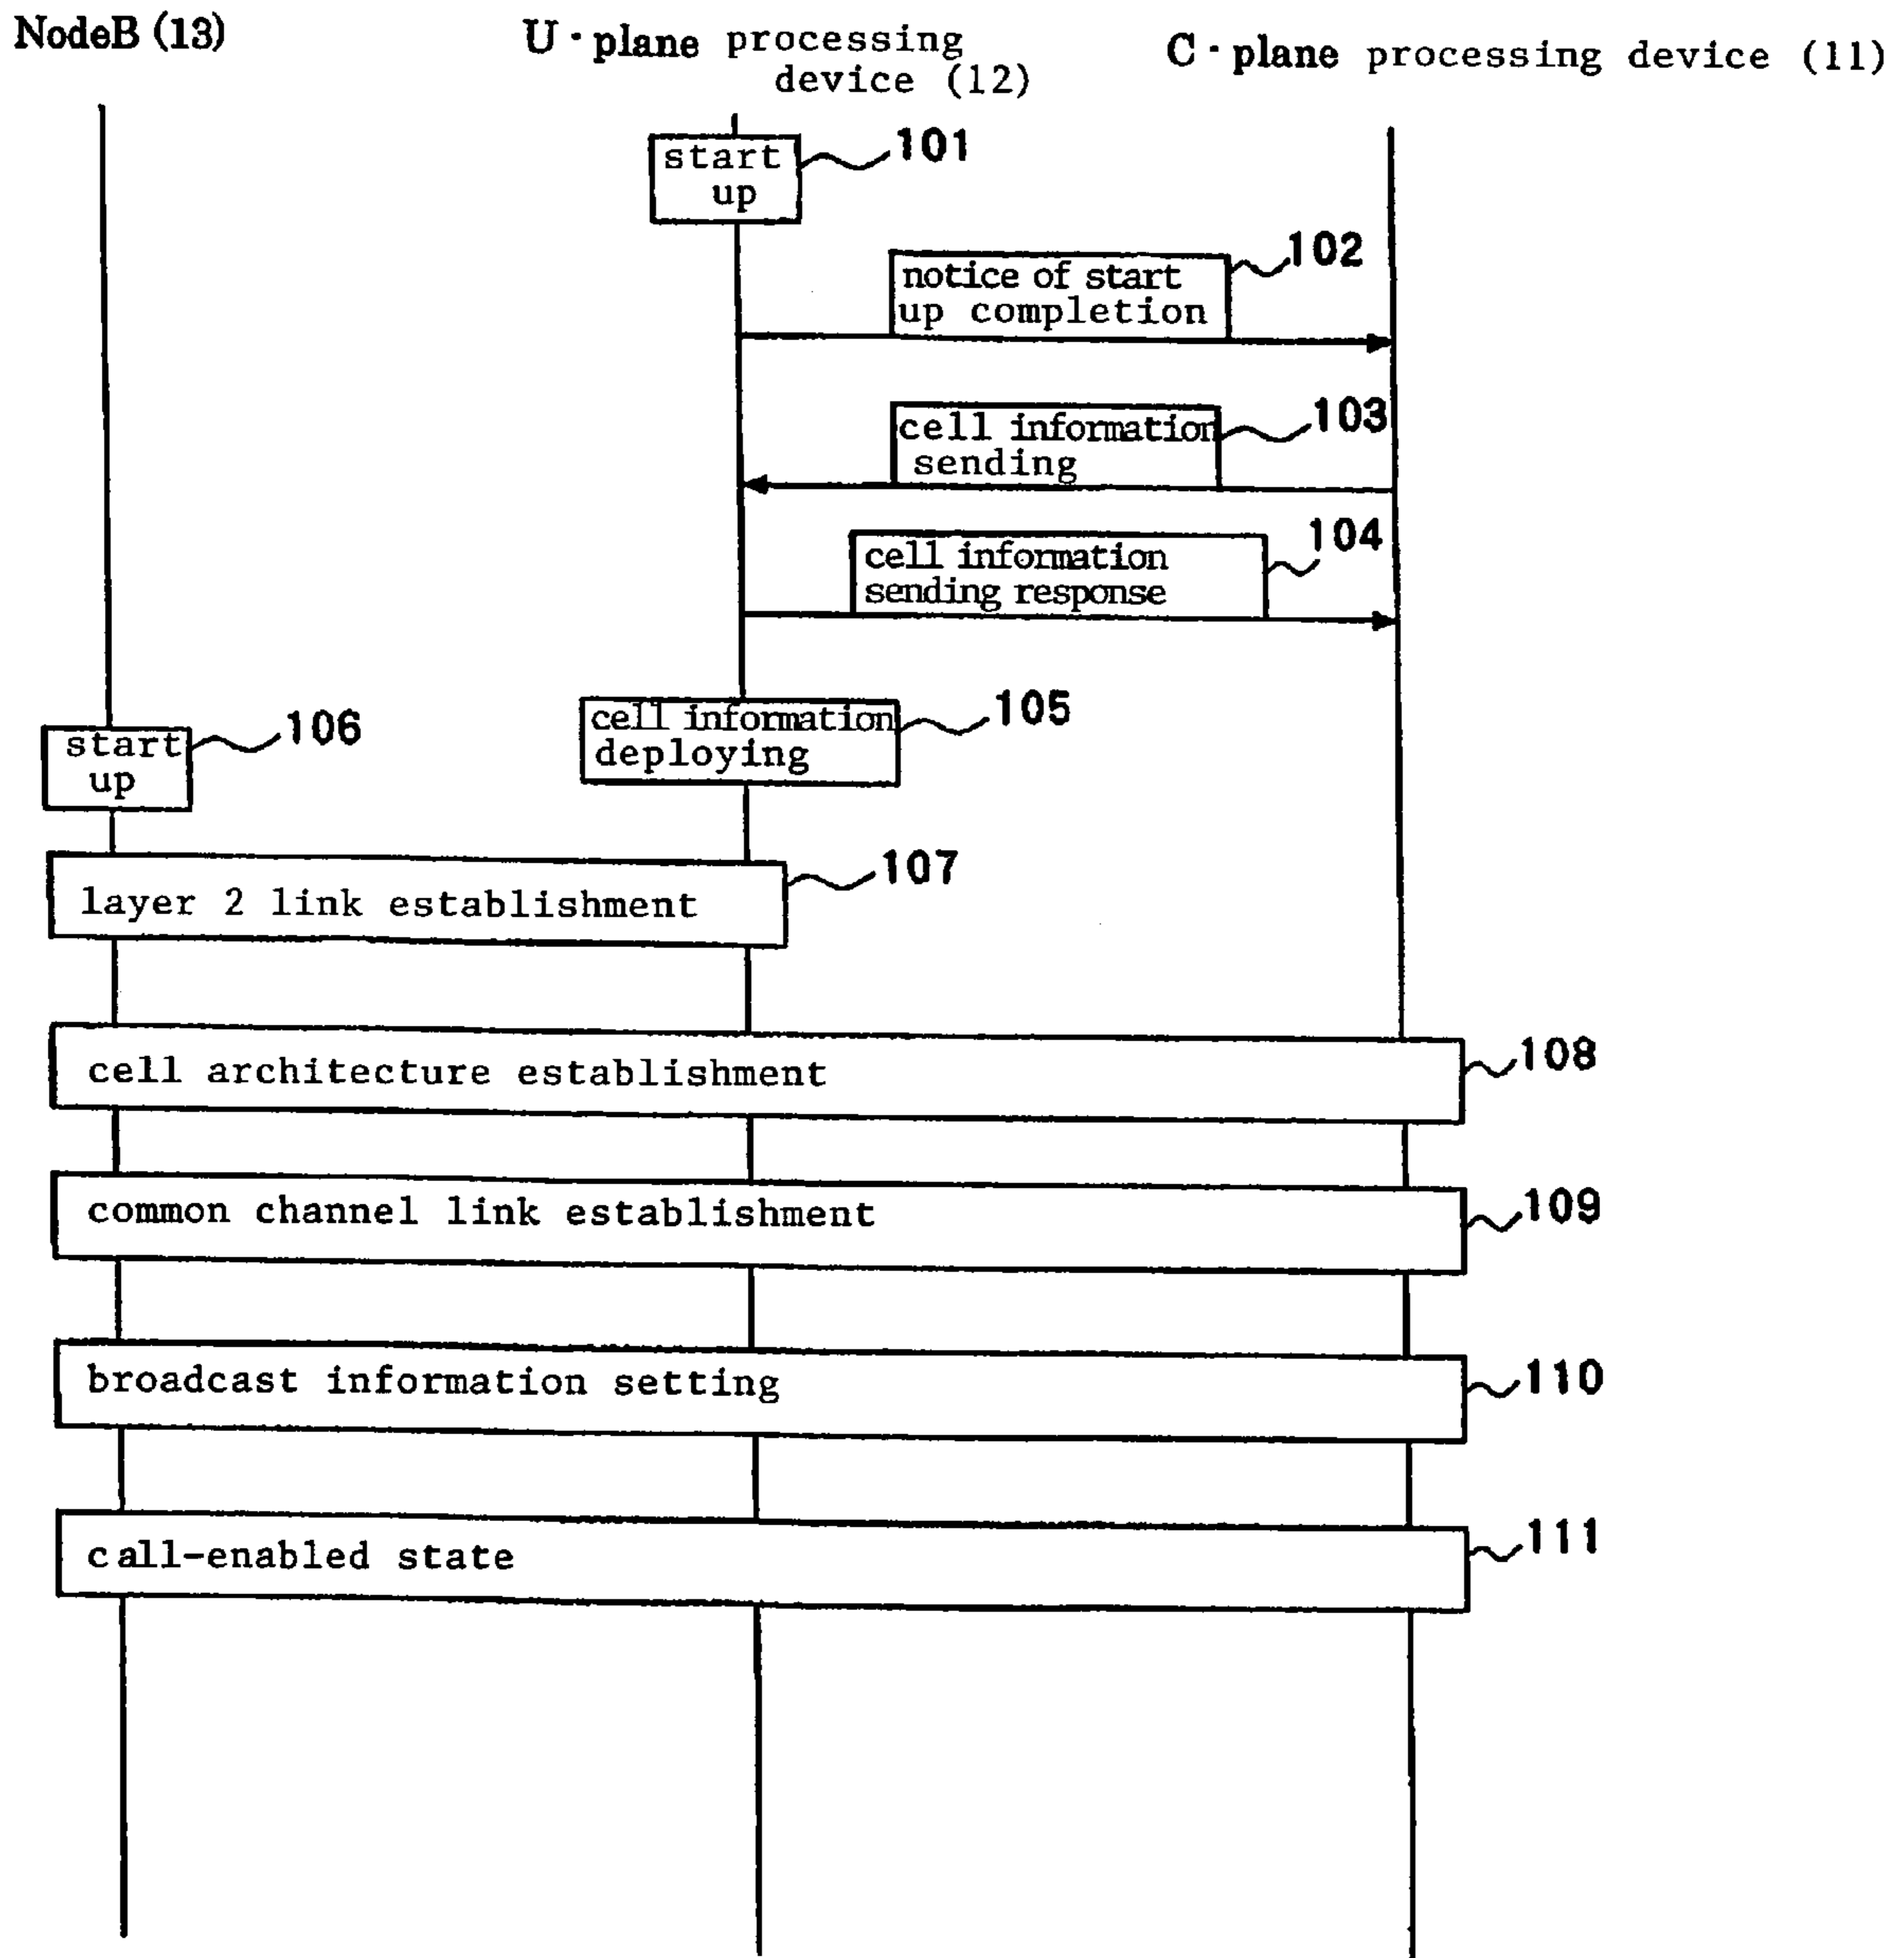 NodeB (13)
U·plane processing
device (12)
C·plane processing device (11)
start
up
101
notice of start
up completion
102
cell information
sending
103
cell information
sending response
104
cell information
deploying
105
start
up
106
layer 2 link establishment
107
cell architecture establishment
108
common channel link establishment
109
broadcast information setting
110
call-enabled state
111